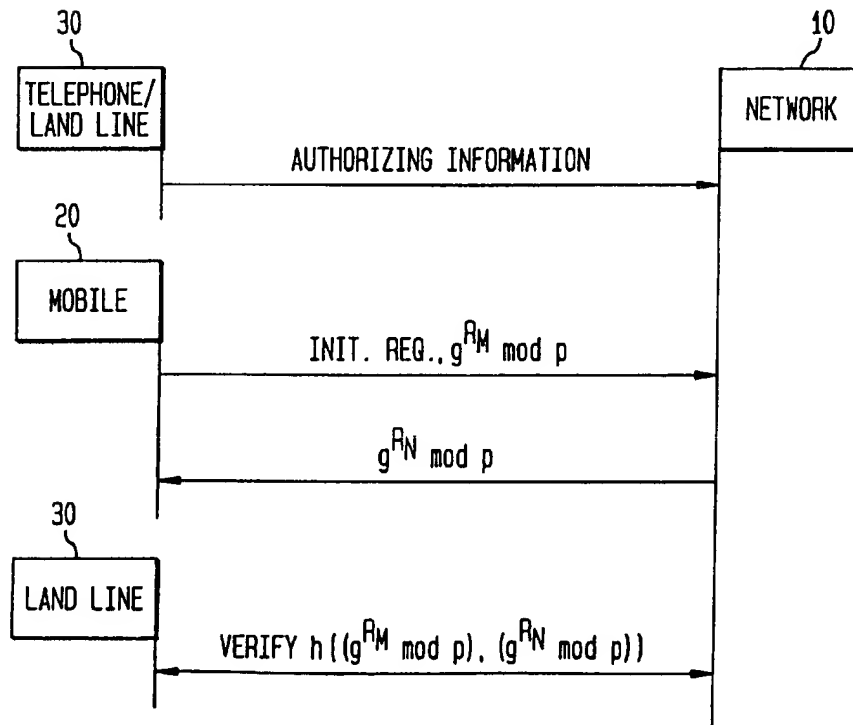 30
10
TELEPHONE/
LAND LINE
NETWORK
AUTHORIZING INFORMATION
20
MOBILE
INIT. REQ., g^RM mod p
g^RN mod p
30
LAND LINE
VERIFY h((g^RM mod p), (g^RN mod p))